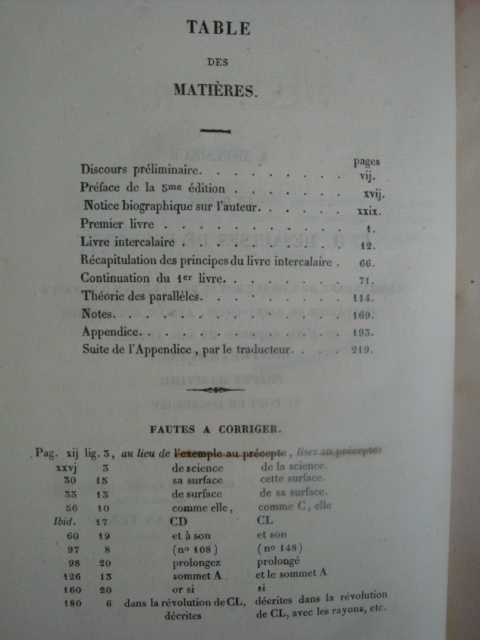 TABLE
DES
MATIÈRES.
pages
Discours préliminaire. . . . . . . . . vij.
Préface de la 5me édition . . . . . . . xvij.
Notice biographique sur l'auteur. . . . . . xxix.
Premier livre . . . . . . . . . . 1.
Livre intercalaire . . . . . . . . . 12.
Récapitulation des principes du livre intercalaire . 66.
Continuation du 1er livre. . . . . . . 71.
Théorie des parallèles. . . . . . . . 114.
Notes. . . . . . . . . . . . 169.
Appendice. . . . . . . . . . . 193.
Suite de l'Appendice, par le traducteur. . . . 219.
FAUTES A CORRIGER.
Pag. xij lig. 3, au lieu de l'exemple au précepte, lisez au précepte
xxvj 3 de science de la science.
30 15 sa surface cette surface.
33 13 de surface de sa surface.
56 10 comme elle, comme C, elle
Ibid. 17 CD CL
60 19 et à son et son
97 8 (nº 108) (nº 148)
98 20 prolongez prolongé
126 13 sommet A et le sommet A
160 20 or si si
180 6 dans la révolution de CL, décrites dans la révolution
décrites de CL, avec les rayons, etc.